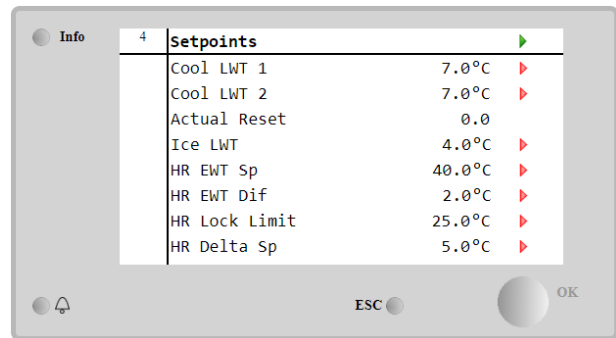 Info
4 Setpoints
Cool LWT 1 7.0°C
Cool LWT 2 7.0°C
Actual Reset 0.0
Ice LWT 4.0°C
HR EWT Sp 40.0°C
HR EWT Dif 2.0°C
HR Lock Limit 25.0°C
HR Delta Sp 5.0°C
ESC
OK